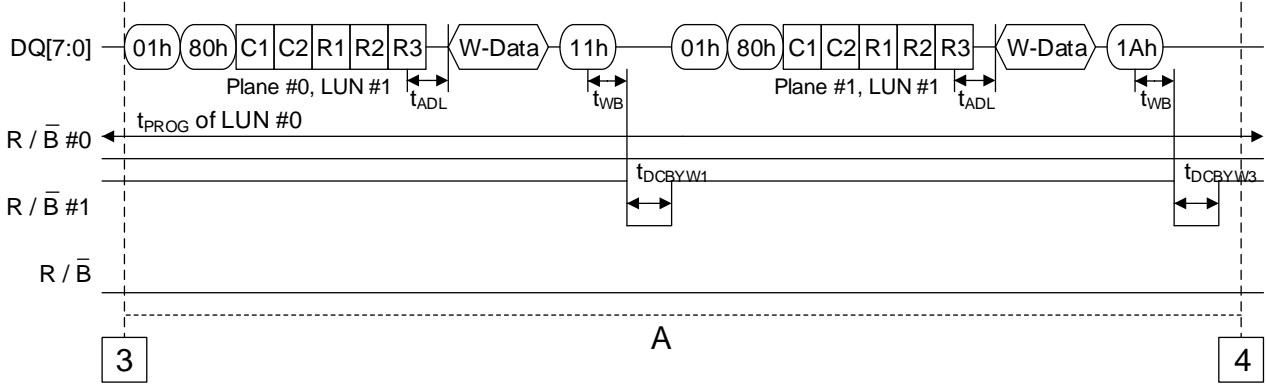 DQ[7:0] 01h 80h C1 C2 R1 R2 R3 W-Data 11h 01h 80h C1 C2 R1 R2 R3 W-Data 1Ah
Plane #0, LUN #1 tADL tWB Plane #1, LUN #1 tADL tWB
tPROG of LUN #0
R / B̅ #0
tDCBYW1 tDCBYW3
R / B̅ #1
R / B̅
A
3 4